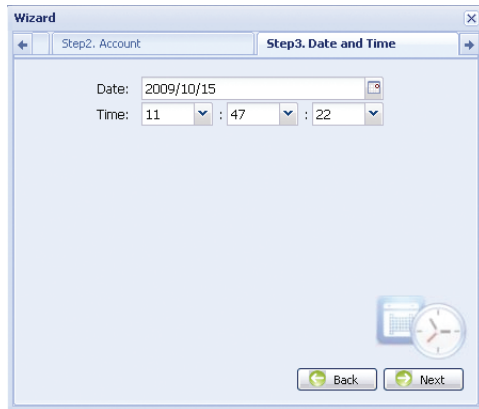 Wizard
Step2. Account Step3. Date and Time
Date: 2009/10/15
Time: 11 : 47 : 22
Back Next